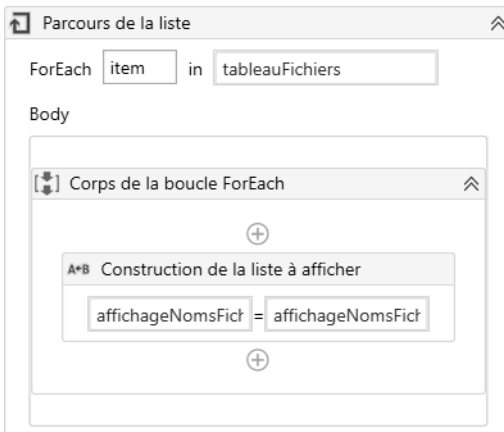 Parcours de la liste
ForEach item in tableauFichiers
Body
Corps de la boucle ForEach
A+B Construction de la liste à afficher
affichageNomsFich = affichageNomsFich